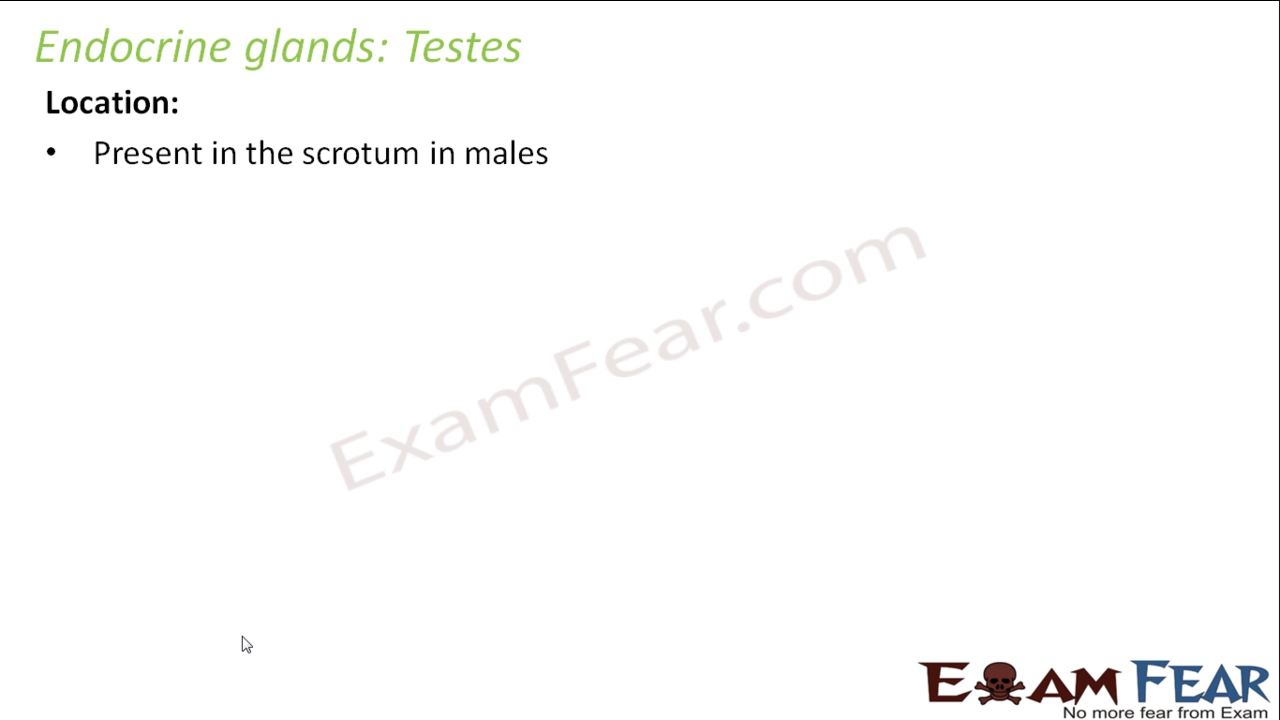 Endocrine glands: Testes
Location:
• Present in the scrotum in males
ExamFear.com
EXAM FEAR
No more fear from Exam